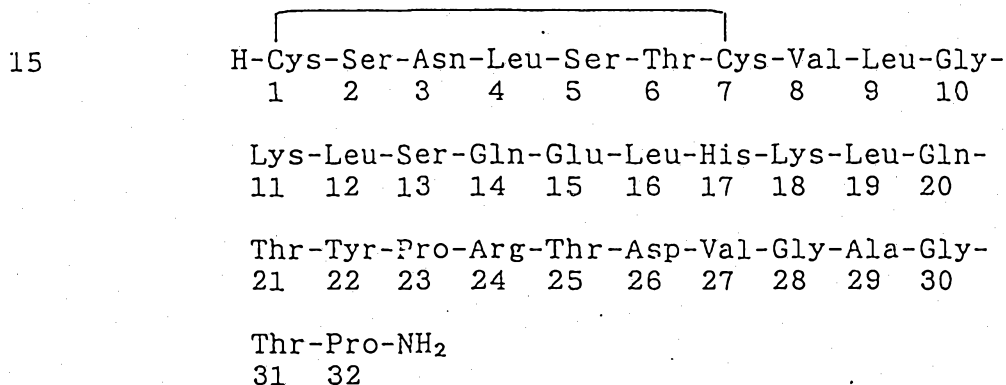 15 H-Cys-Ser-Asn-Leu-Ser-Thr-Cys-Val-Leu-Gly-
1 2 3 4 5 6 7 8 9 10
Lys-Leu-Ser-Gln-Glu-Leu-His-Lys-Leu-Gln-
11 12 13 14 15 16 17 18 19 20
Thr-Tyr-Pro-Arg-Thr-Asp-Val-Gly-Ala-Gly-
21 22 23 24 25 26 27 28 29 30
Thr-Pro-NH₂
31 32